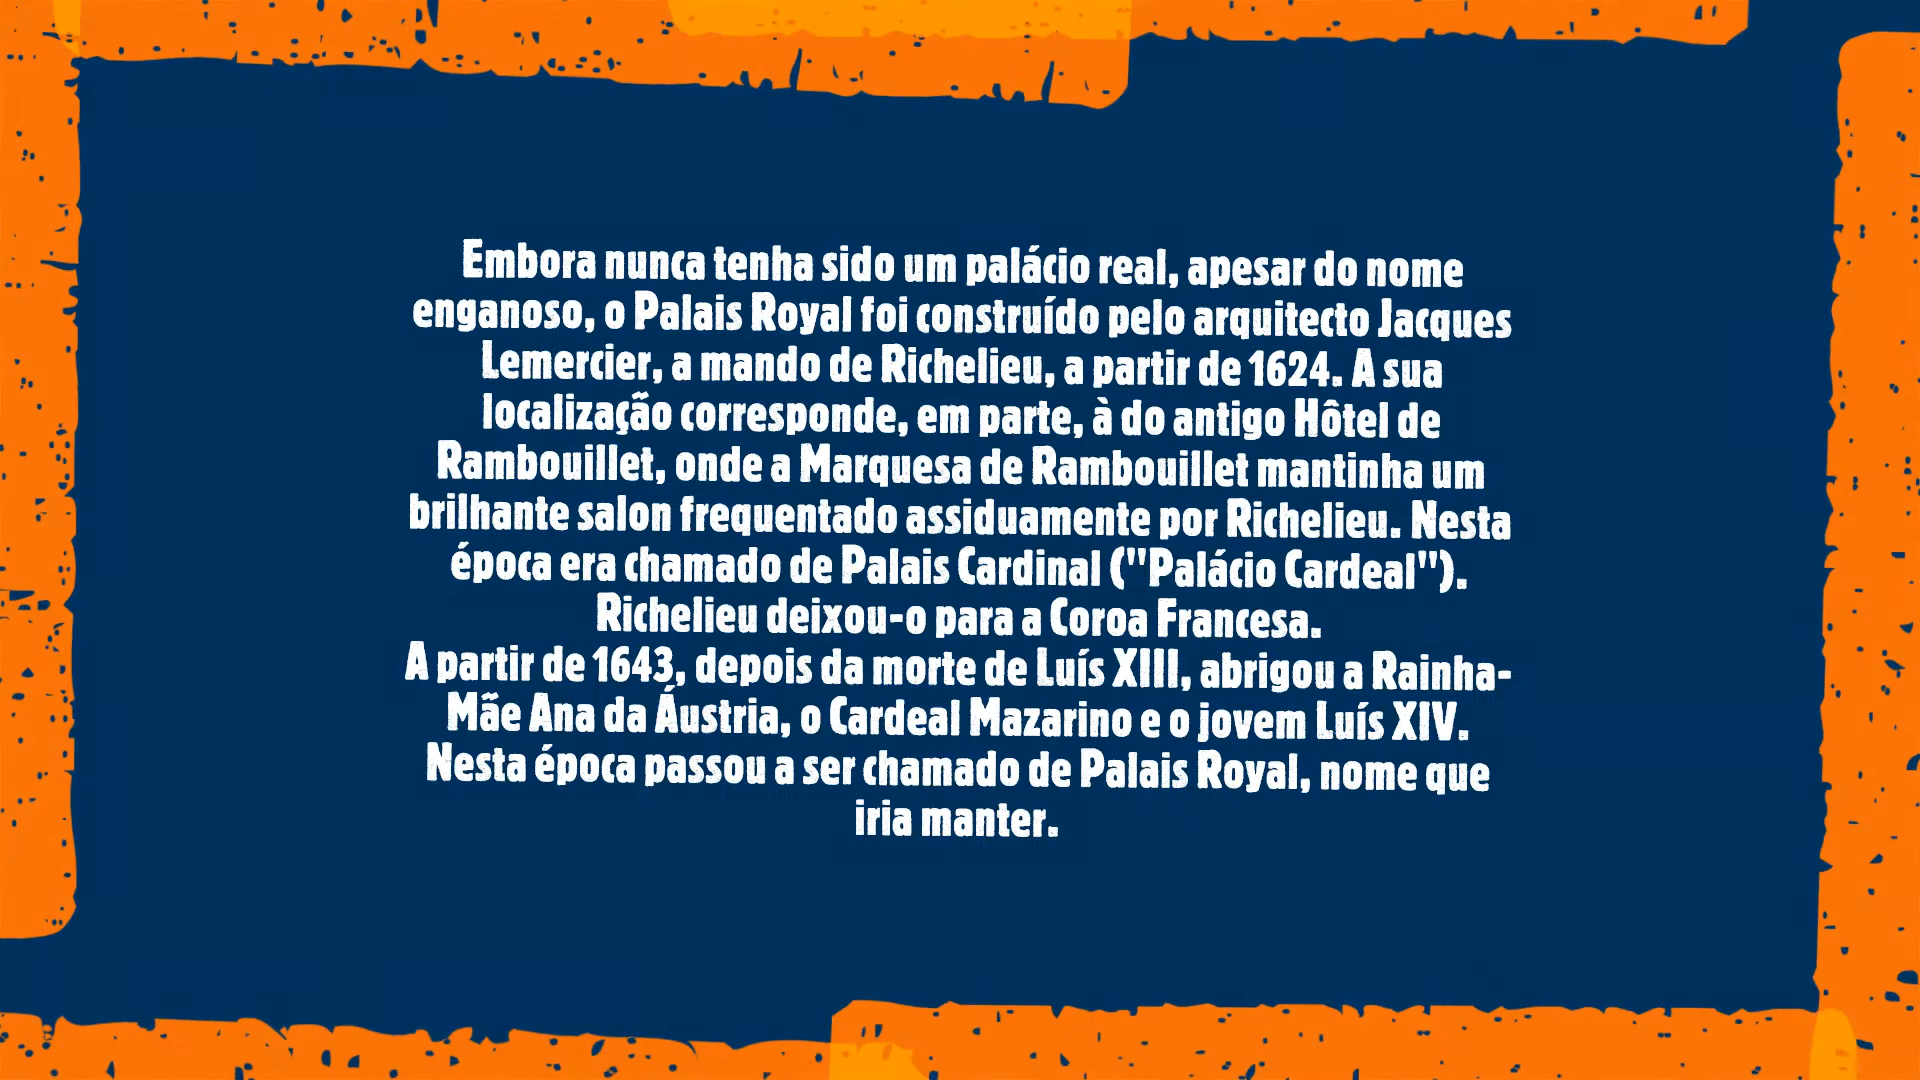 Embora nunca tenha sido um palácio real, apesar do nome
enganoso, o Palais Royal foi construído pelo arquitecto Jacques
Lemercier, a mando de Richelieu, a partir de 1624. A sua
localização corresponde, em parte, à do antigo Hôtel de
Rambouillet, onde a Marquesa de Rambouillet mantinha um
brilhante salon frequentado assiduamente por Richelieu. Nesta
época era chamado de Palais Cardinal ("Palácio Cardeal").
Richelieu deixou-o para a Coroa Francesa.
A partir de 1643, depois da morte de Luís XIII, abrigou a Rainha-
Mãe Ana da Áustria, o Cardeal Mazarino e o jovem Luís XIV.
Nesta época passou a ser chamado de Palais Royal, nome que
iria manter.